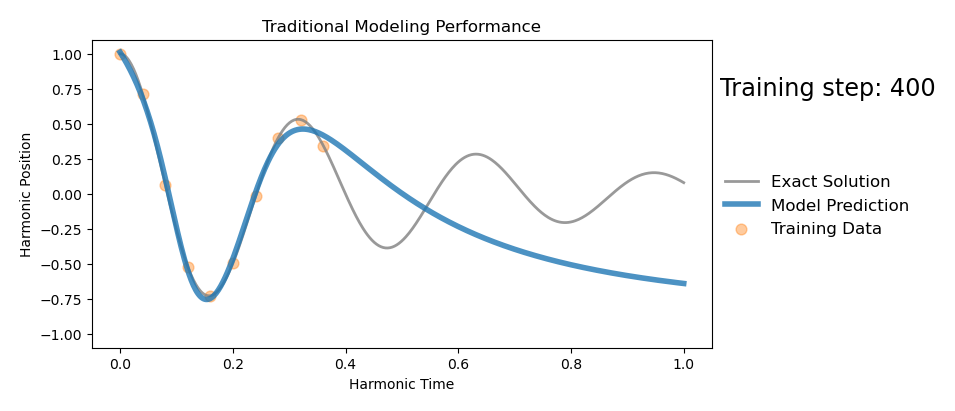 Traditional Modeling Performance
Training step: 400
Harmonic Position
1.00
0.75
0.50
0.25
0.00
−0.25
−0.50
−0.75
−1.00
Exact Solution
Model Prediction
Training Data
0.0 0.2 0.4 0.6 0.8 1.0
Harmonic Time